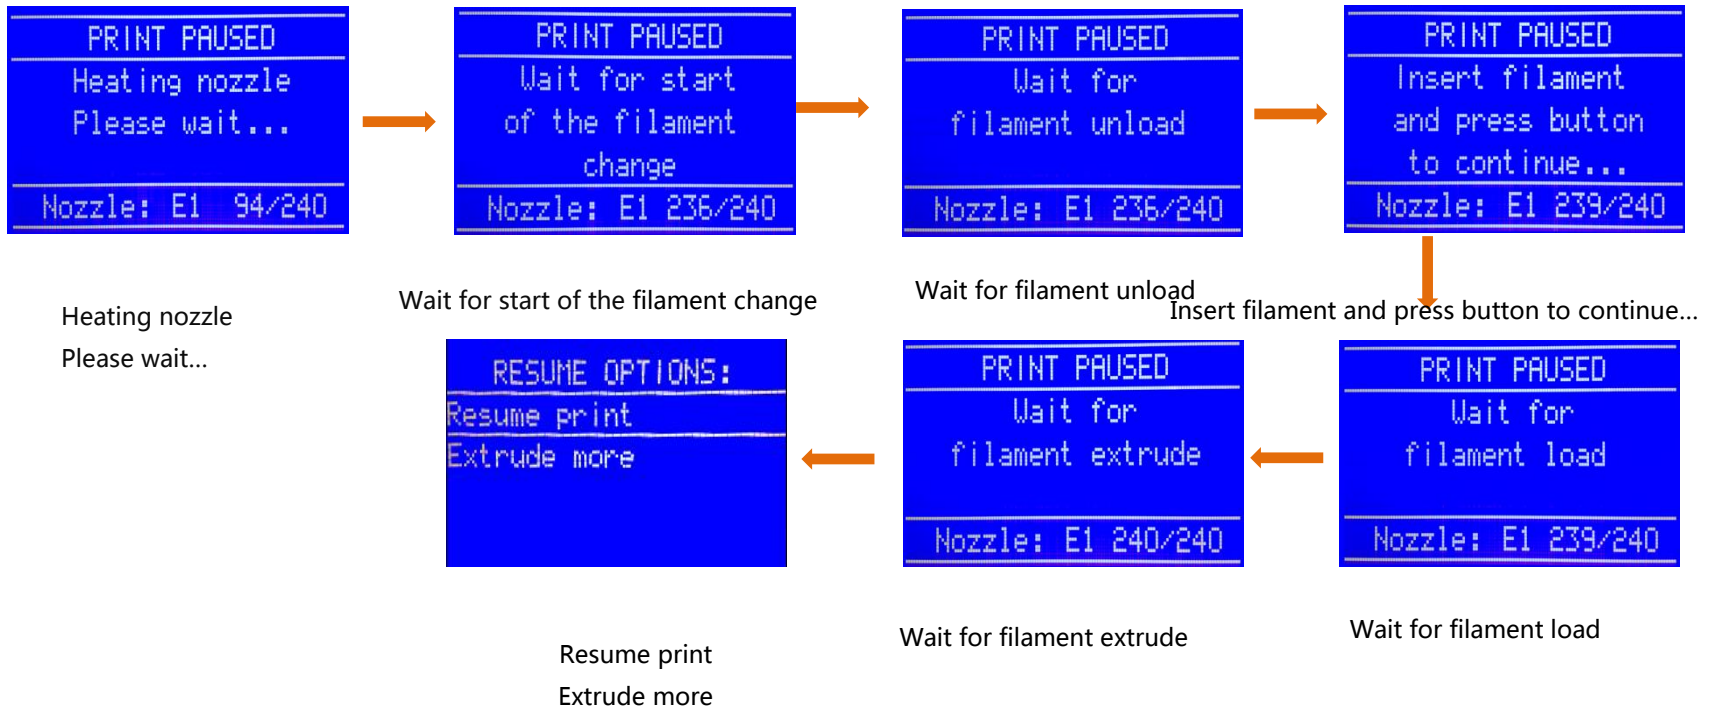 PRINT PAUSED
Heating nozzle
Please wait...
Nozzle: E1 94/240
PRINT PAUSED
Wait for start
of the filament
change
Nozzle: E1 236/240
PRINT PAUSED
Wait for
filament unload
Nozzle: E1 236/240
PRINT PAUSED
Insert filament
and press button
to continue...
Nozzle: E1 239/240
Heating nozzle
Please wait...
Wait for start of the filament change
Wait for filament unload
Insert filament and press button to continue...
PRINT PAUSED
Wait for
filament load
Nozzle: E1 239/240
PRINT PAUSED
Wait for
filament extrude
Nozzle: E1 240/240
RESUME OPTIONS:
Resume print
Extrude more
Wait for filament load
Wait for filament extrude
Resume print
Extrude more